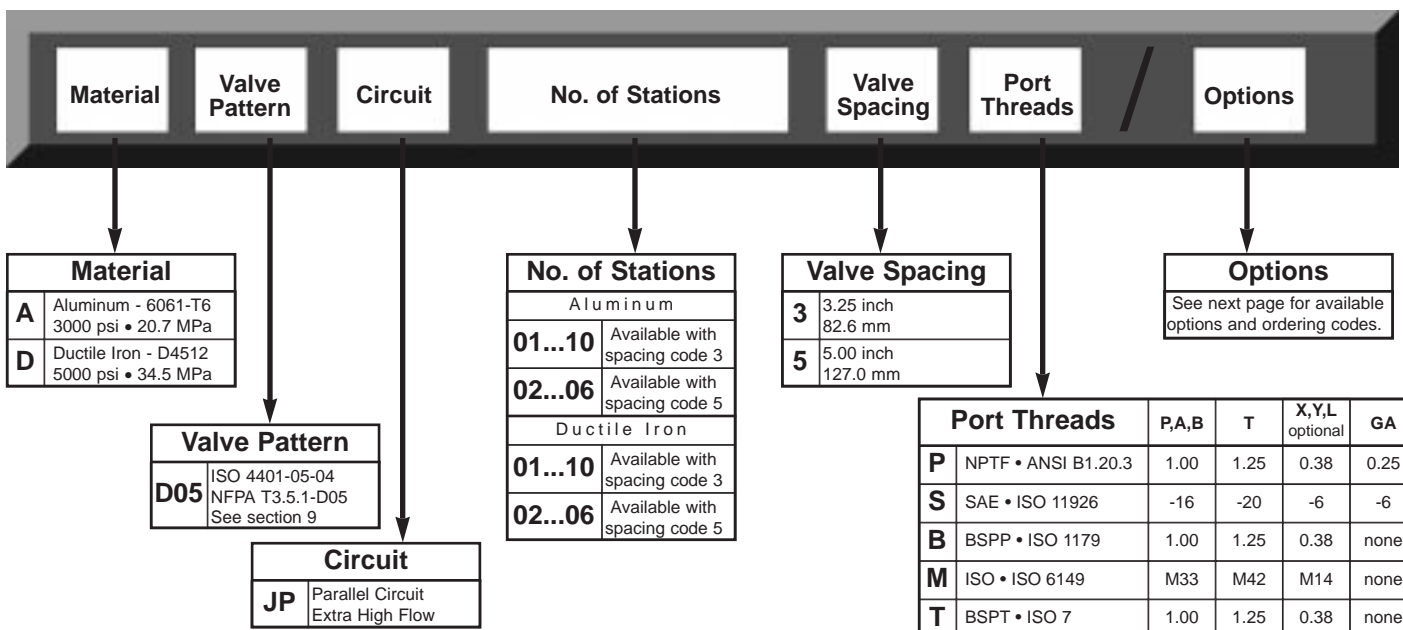 Material
Valve
Pattern
Circuit
No. of Stations
Valve
Spacing
Port
Threads
/
Options
Material
A Aluminum - 6061-T6
3000 psi • 20.7 MPa
D Ductile Iron - D4512
5000 psi • 34.5 MPa
Valve Pattern
D05 ISO 4401-05-04
NFPA T3.5.1-D05
See section 9
Circuit
JP Parallel Circuit
Extra High Flow
No. of Stations
Aluminum
01...10 Available with
spacing code 3
02...06 Available with
spacing code 5
Ductile Iron
01...10 Available with
spacing code 3
02...06 Available with
spacing code 5
Valve Spacing
3 3.25 inch
82.6 mm
5 5.00 inch
127.0 mm
Options
See next page for available
options and ordering codes.
Port Threads P,A,B T X,Y,L optional GA
P NPTF • ANSI B1.20.3 1.00 1.25 0.38 0.25
S SAE • ISO 11926 -16 -20 -6 -6
B BSPP • ISO 1179 1.00 1.25 0.38 none
M ISO • ISO 6149 M33 M42 M14 none
T BSPT • ISO 7 1.00 1.25 0.38 none